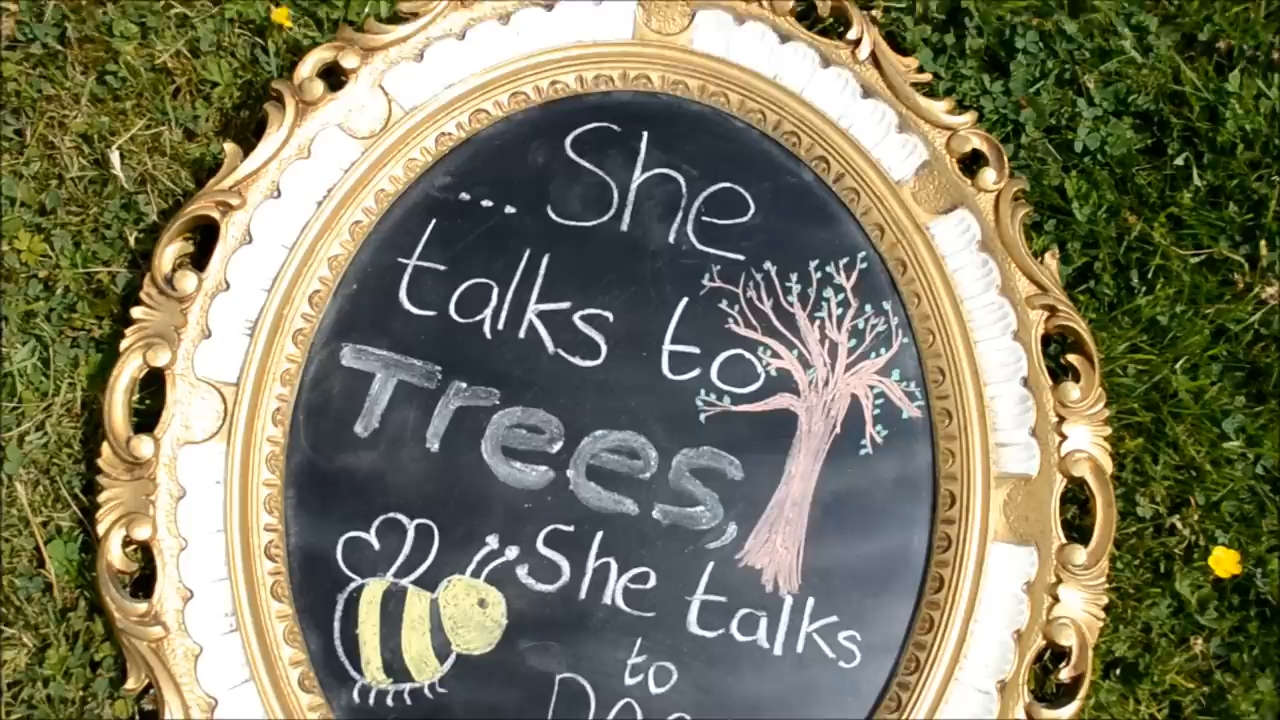 ... She
talks to
Trees,
She talks
to